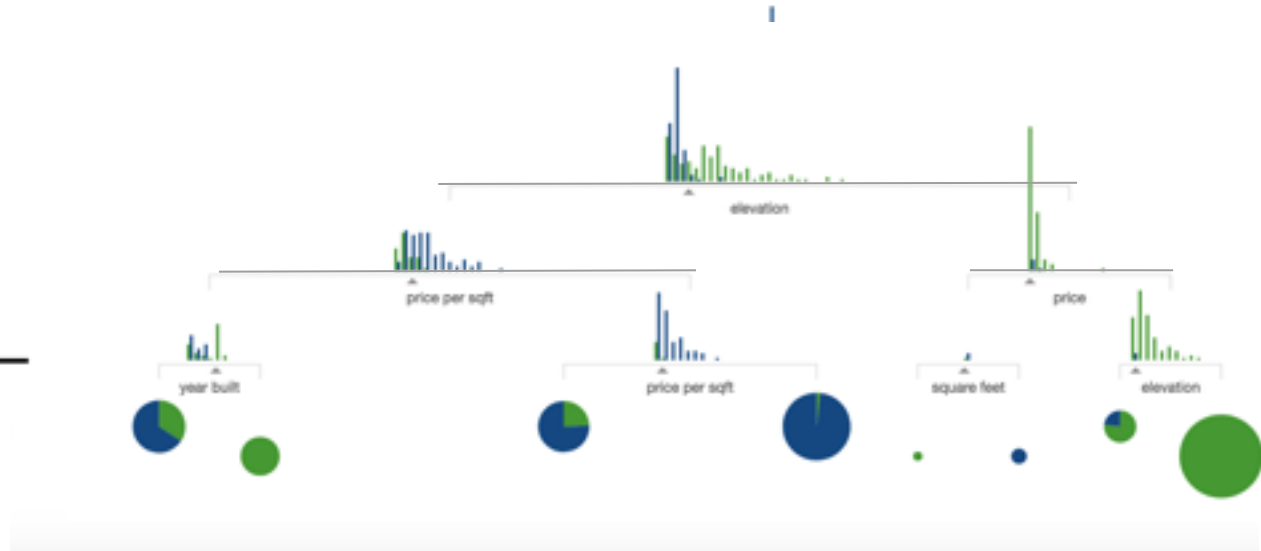 elevation
price per sqft
price
year built
price per sqft
square feet
elevation